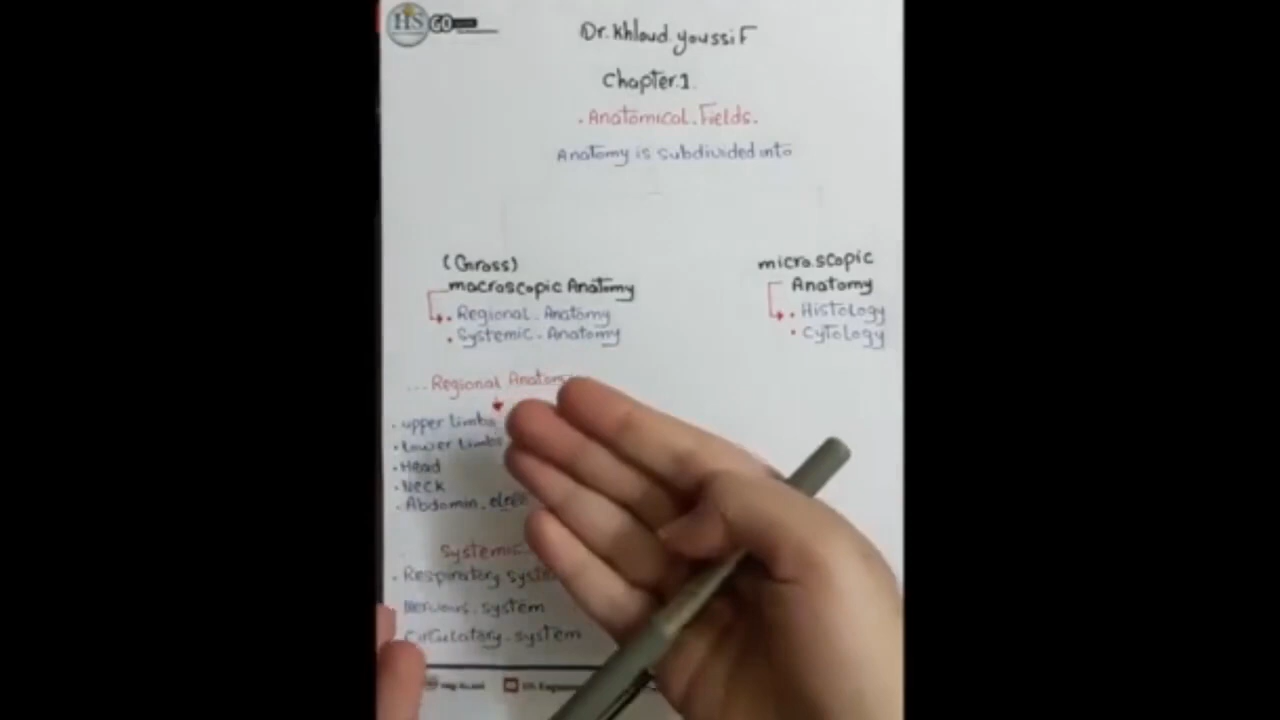 HS GO
Dr. Khloud youssif
Chapter.1.
. Anatomical. Fields.
Anatomy is subdivided into
(Gross)
macroscopic Anatomy
. Regional. Anatomy
. Systemic. Anatomy
microscopic
Anatomy
. Histology
. Cytology
... Regional Anatomy
. upper limbs
. Lower limbs
. Head
. Neck
. Abdomin.
Systemic.
. Respiratory system
Nervous. system
Circulatory. system